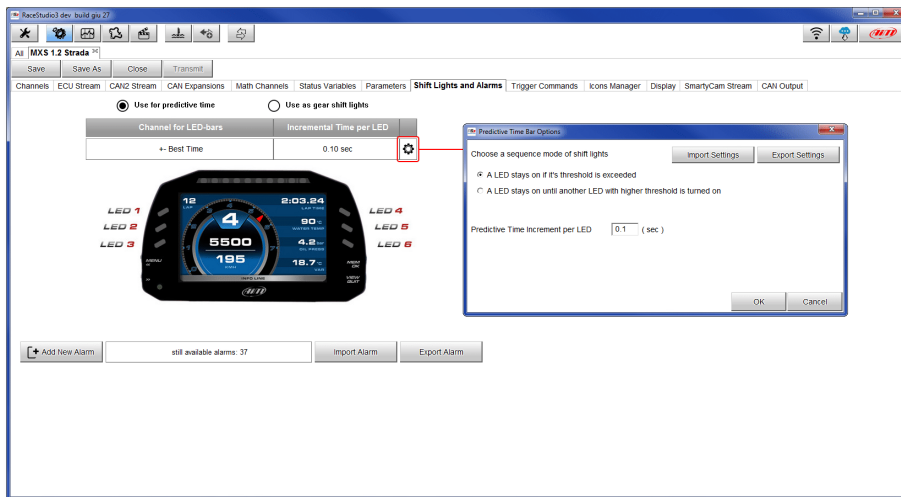 RaceStudio3 dev build giu 27
All MXS 1.2 Strada
Save Save As Close Transmit
Channels ECU Stream CAN2 Stream CAN Expansions Math Channels Status Variables Parameters Shift Lights and Alarms Trigger Commands Icons Manager Display SmartyCam Stream CAN Output
Use for predictive time Use as gear shift lights
Channel for LED-bars Incremental Time per LED
+- Best Time 0.10 sec
LED 1
LED 2
LED 3
LED 4
LED 5
LED 6
12
LAP
2:03.24
LAP TIME
4
90 °C
WATER TEMP
5500
4.2 bar
OIL PRESS
195
KM/H
18.7
INFO LINE
MENU
<<
>>
MEM
OK
VIEW
QUIT
AiM
Predictive Time Bar Options
Choose a sequence mode of shift lights Import Settings Export Settings
A LED stays on if it's threshold is exceeded
A LED stays on until another LED with higher threshold is turned on
Predictive Time Increment per LED 0.1 ( sec )
OK Cancel
Add New Alarm still available alarms: 37 Import Alarm Export Alarm